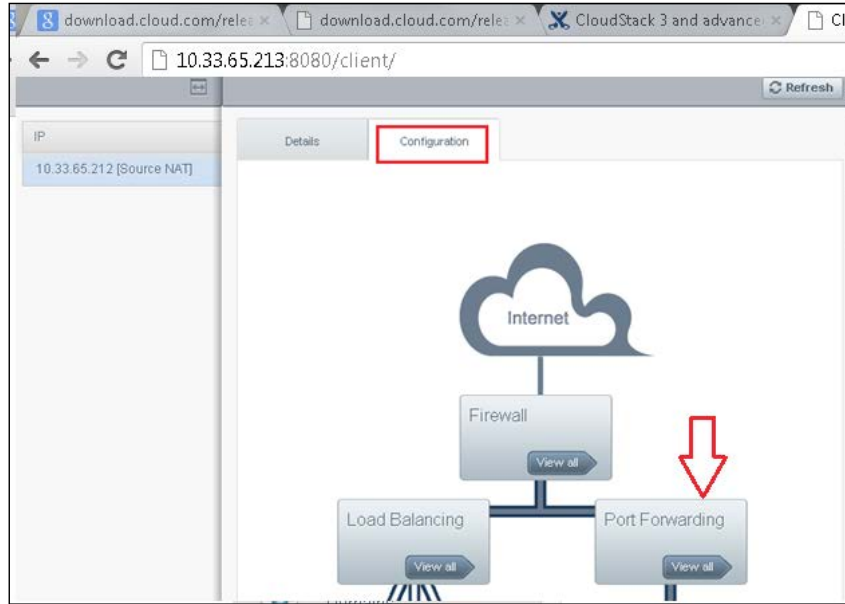 download.cloud.com/relea
download.cloud.com/relea
CloudStack 3 and advance
10.33.65.213:8080/client/
Refresh
IP
10.33.65.212 [Source NAT]
Details
Configuration
Internet
Firewall
View all
Load Balancing
View all
Port Forwarding
View all